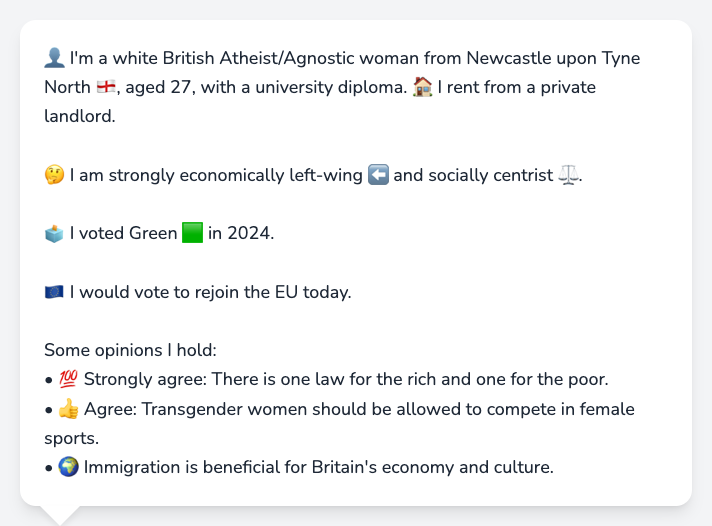 👤 I'm a white British Atheist/Agnostic woman from Newcastle upon Tyne
North 🏴󠁧󠁢󠁥󠁮󠁧󠁿, aged 27, with a university diploma. 🏠 I rent from a private
landlord.
🤔 I am strongly economically left-wing ⬅️ and socially centrist ⚖️.
🗳️ I voted Green 🟩 in 2024.
🇪🇺 I would vote to rejoin the EU today.
Some opinions I hold:
• 💯 Strongly agree: There is one law for the rich and one for the poor.
• 👍 Agree: Transgender women should be allowed to compete in female
sports.
• 🌍 Immigration is beneficial for Britain's economy and culture.